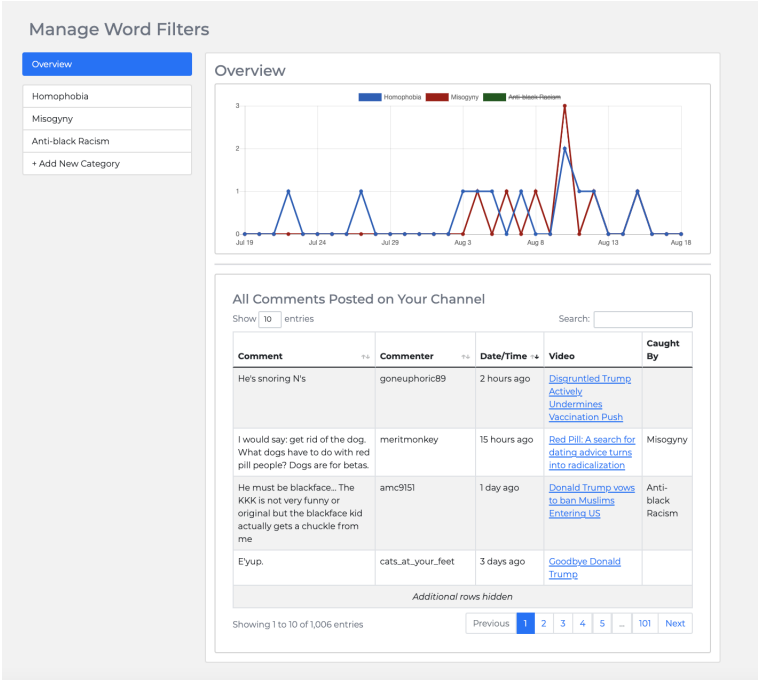 Manage Word Filters
Overview
Homophobia
Misogyny
Anti-black Racism
+ Add New Category
Overview
Homophobia Misogyny Anti-black Racism
3
2
1
0
Jul 19 Jul 24 Jul 29 Aug 3 Aug 8 Aug 13 Aug 18
All Comments Posted on Your Channel
Show 10 entries Search:
Comment Commenter Date/Time Video Caught By
He's snoring N's goneuphoric89 2 hours ago Disgruntled Trump
Actively
Undermines
Vaccination Push
I would say: get rid of the dog. meritmonkey 15 hours ago Red Pill: A search for Misogyny
What dogs have to do with red dating advice turns
pill people? Dogs are for betas. into radicalization
He must be blackface... The amc9151 1 day ago Donald Trump vows Anti-
KKK is not very funny or to ban Muslims black
original but the blackface kid Entering US Racism
actually gets a chuckle from
me
E'yup. cats_at_your_feet 3 days ago Goodbye Donald
Trump
Additional rows hidden
Showing 1 to 10 of 1,006 entries Previous 1 2 3 4 5 ... 101 Next